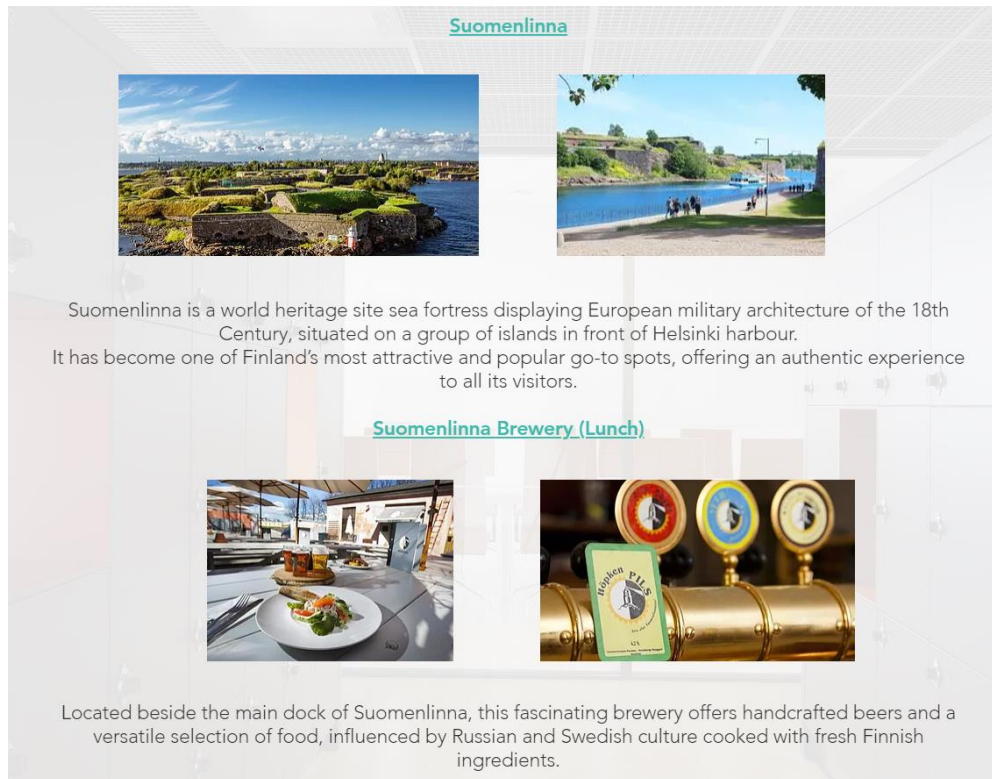 Suomenlinna
Suomenlinna is a world heritage site sea fortress displaying European military architecture of the 18th
Century, situated on a group of islands in front of Helsinki harbour.
It has become one of Finland's most attractive and popular go-to spots, offering an authentic experience
to all its visitors.
Suomenlinna Brewery (Lunch)
Höpken PILS
Located beside the main dock of Suomenlinna, this fascinating brewery offers handcrafted beers and a
versatile selection of food, influenced by Russian and Swedish culture cooked with fresh Finnish
ingredients.